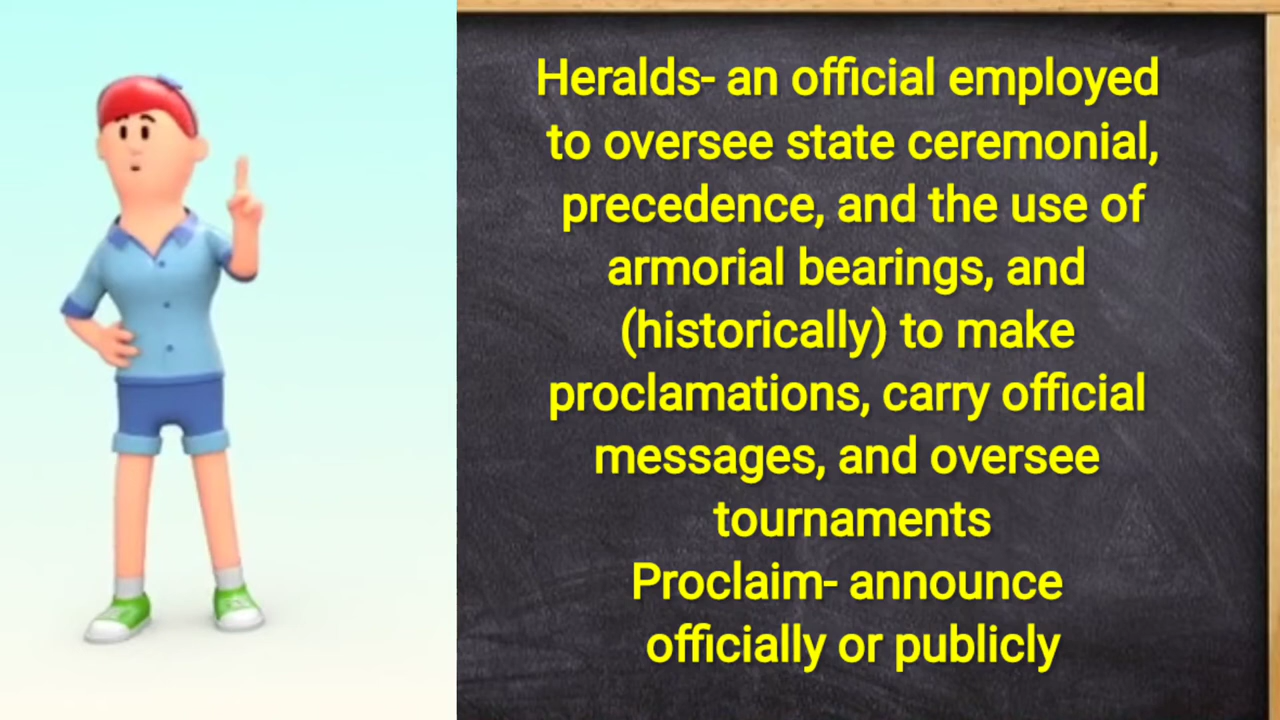 Heralds- an official employed
to oversee state ceremonial,
precedence, and the use of
armorial bearings, and
(historically) to make
proclamations, carry official
messages, and oversee
tournaments
Proclaim- announce
officially or publicly